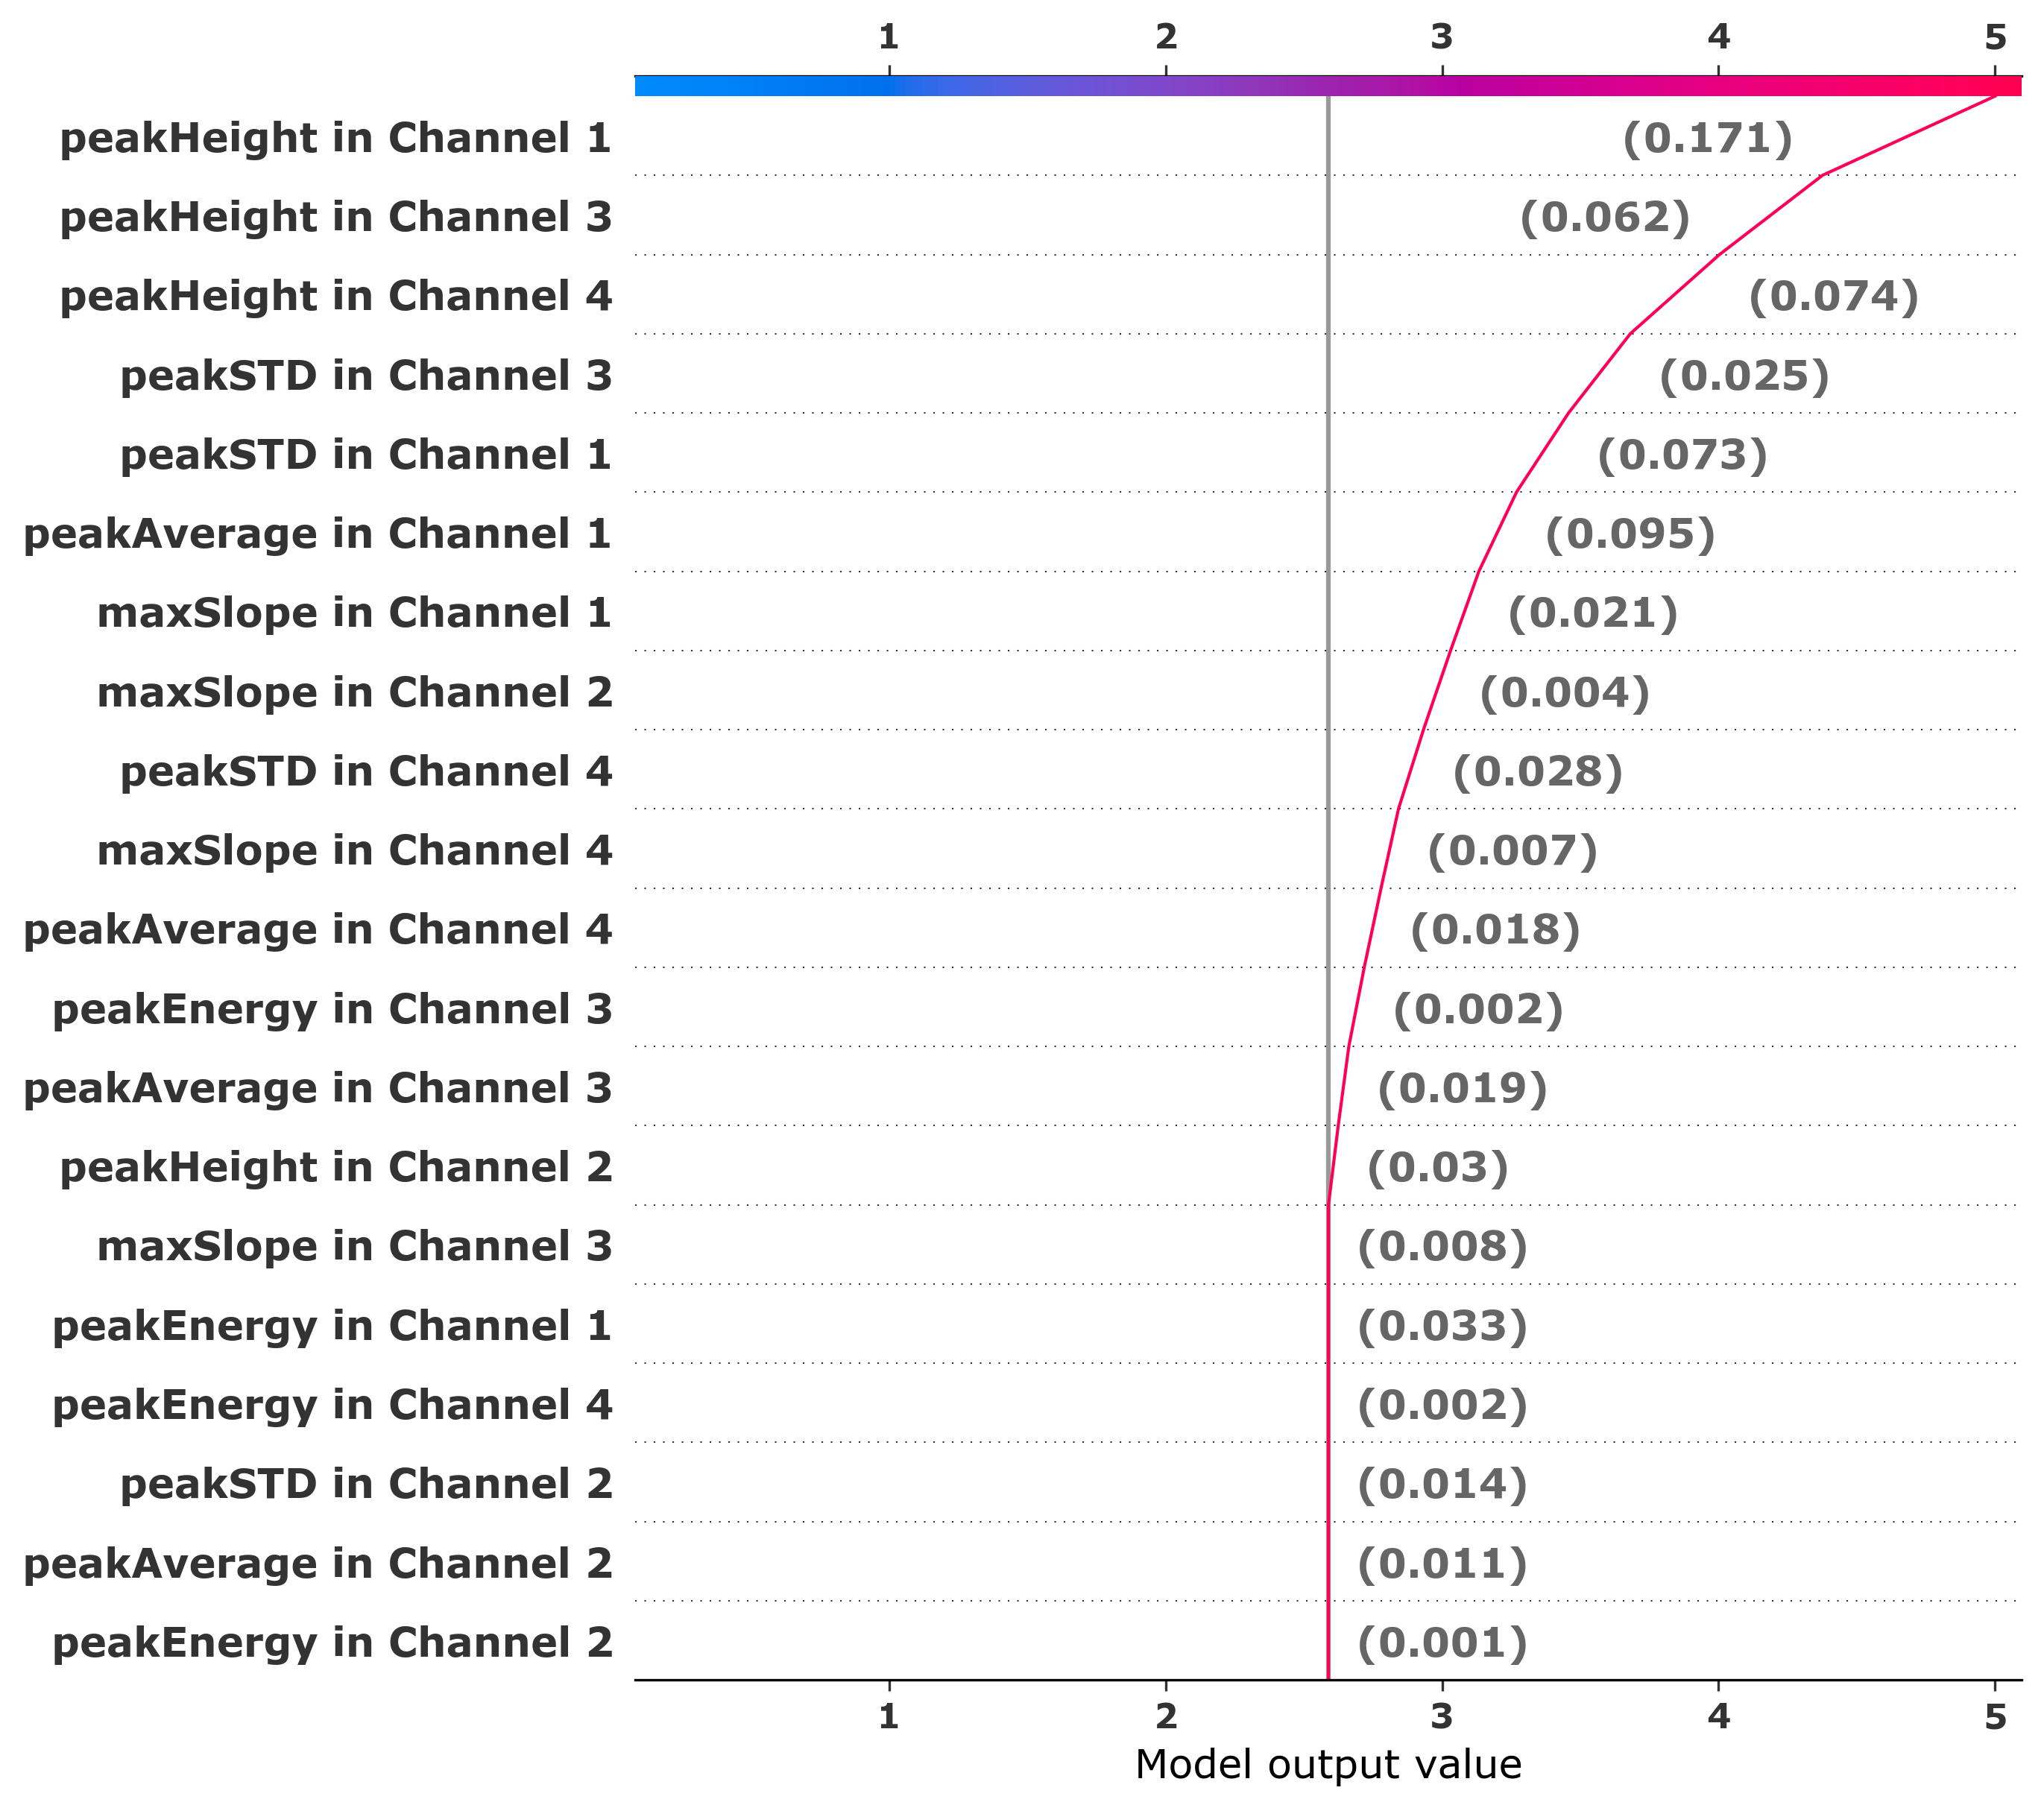 1 2 3 4 5
peakHeight in Channel 1 (0.171)
peakHeight in Channel 3 (0.062)
peakHeight in Channel 4 (0.074)
peakSTD in Channel 3 (0.025)
peakSTD in Channel 1 (0.073)
peakAverage in Channel 1 (0.095)
maxSlope in Channel 1 (0.021)
maxSlope in Channel 2 (0.004)
peakSTD in Channel 4 (0.028)
maxSlope in Channel 4 (0.007)
peakAverage in Channel 4 (0.018)
peakEnergy in Channel 3 (0.002)
peakAverage in Channel 3 (0.019)
peakHeight in Channel 2 (0.03)
maxSlope in Channel 3 (0.008)
peakEnergy in Channel 1 (0.033)
peakEnergy in Channel 4 (0.002)
peakSTD in Channel 2 (0.014)
peakAverage in Channel 2 (0.011)
peakEnergy in Channel 2 (0.001)
1 2 3 4 5
Model output value